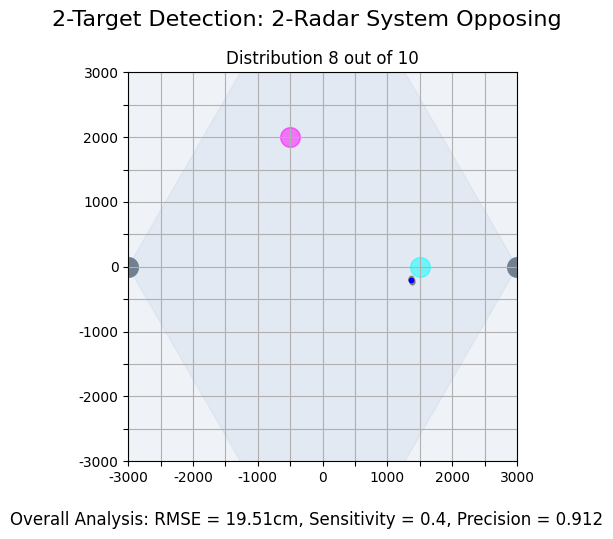 2-Target Detection: 2-Radar System Opposing
Distribution 8 out of 10
3000
2000
1000
0
-1000
-2000
-3000
-3000 -2000 -1000 0 1000 2000 3000
Overall Analysis: RMSE = 19.51cm, Sensitivity = 0.4, Precision = 0.912